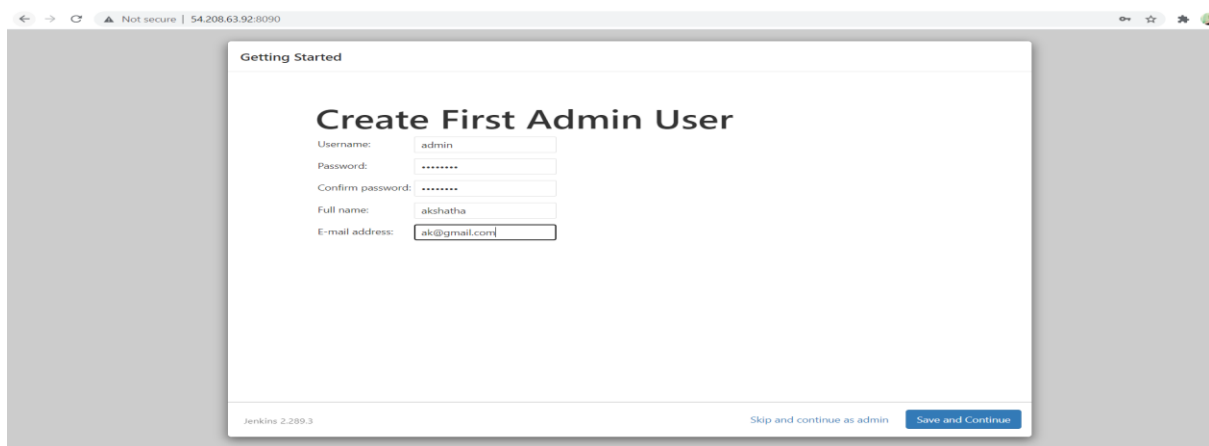 Not secure | 54.208.63.92:8090
Getting Started
Create First Admin User
Username: admin
Password: ••••••••
Confirm password: ••••••••
Full name: akshatha
E-mail address: ak@gmail.com
Jenkins 2.289.3 Skip and continue as admin Save and Continue